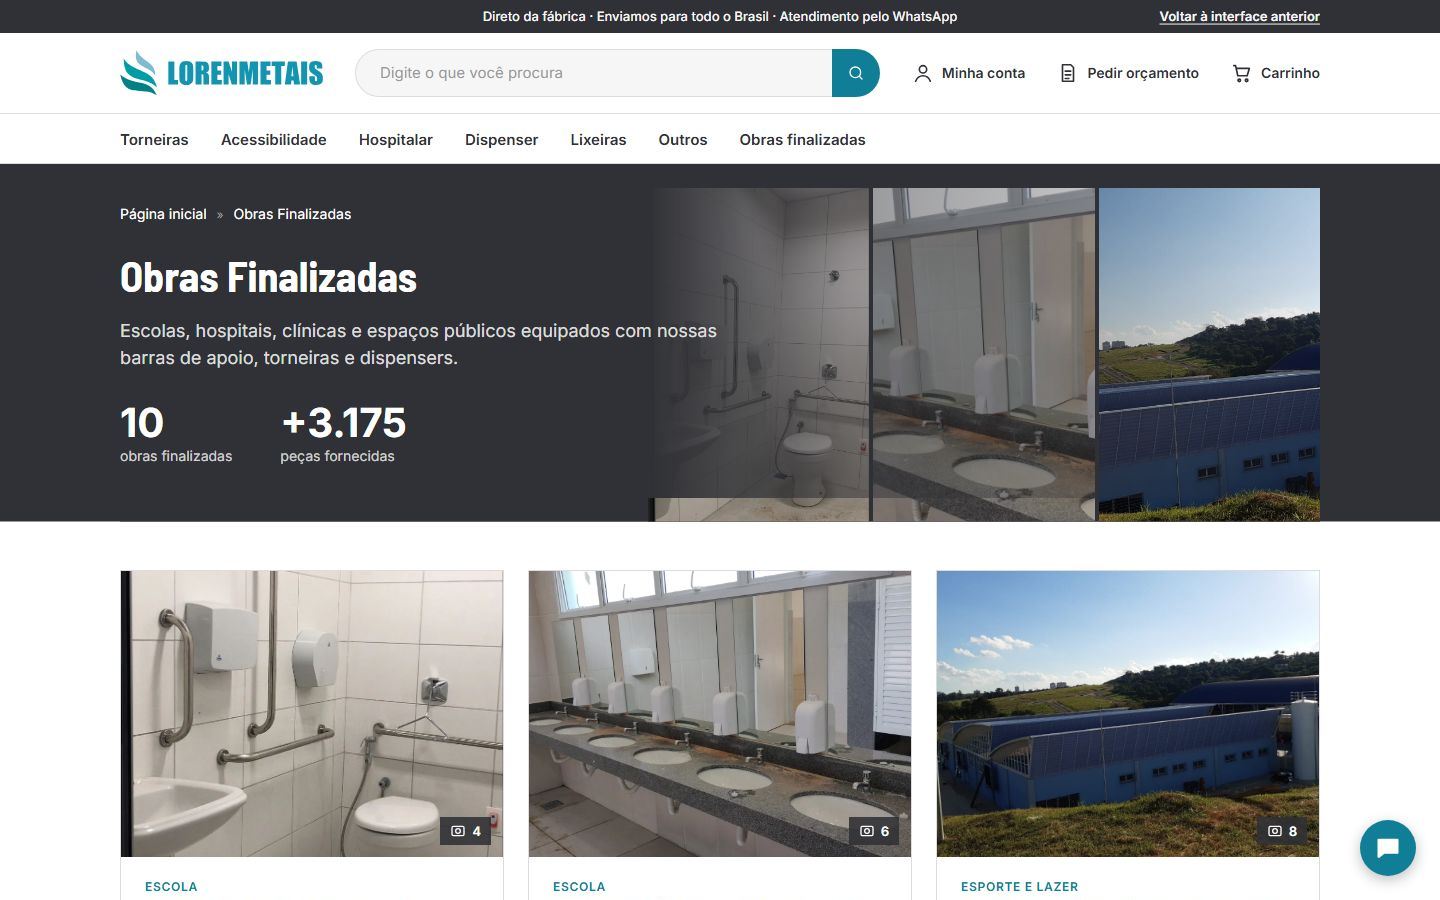 Direto da fábrica · Enviamos para todo o Brasil · Atendimento pelo WhatsApp
Voltar à interface anterior
LORENMETAIS
Digite o que você procura
Minha conta
Pedir orçamento
Carrinho
Torneiras
Acessibilidade
Hospitalar
Dispenser
Lixeiras
Outros
Obras finalizadas
Página inicial » Obras Finalizadas
Obras Finalizadas
Escolas, hospitais, clínicas e espaços públicos equipados com nossas
barras de apoio, torneiras e dispensers.
10
obras finalizadas
+3.175
peças fornecidas
4
6
8
ESCOLA
ESCOLA
ESPORTE E LAZER